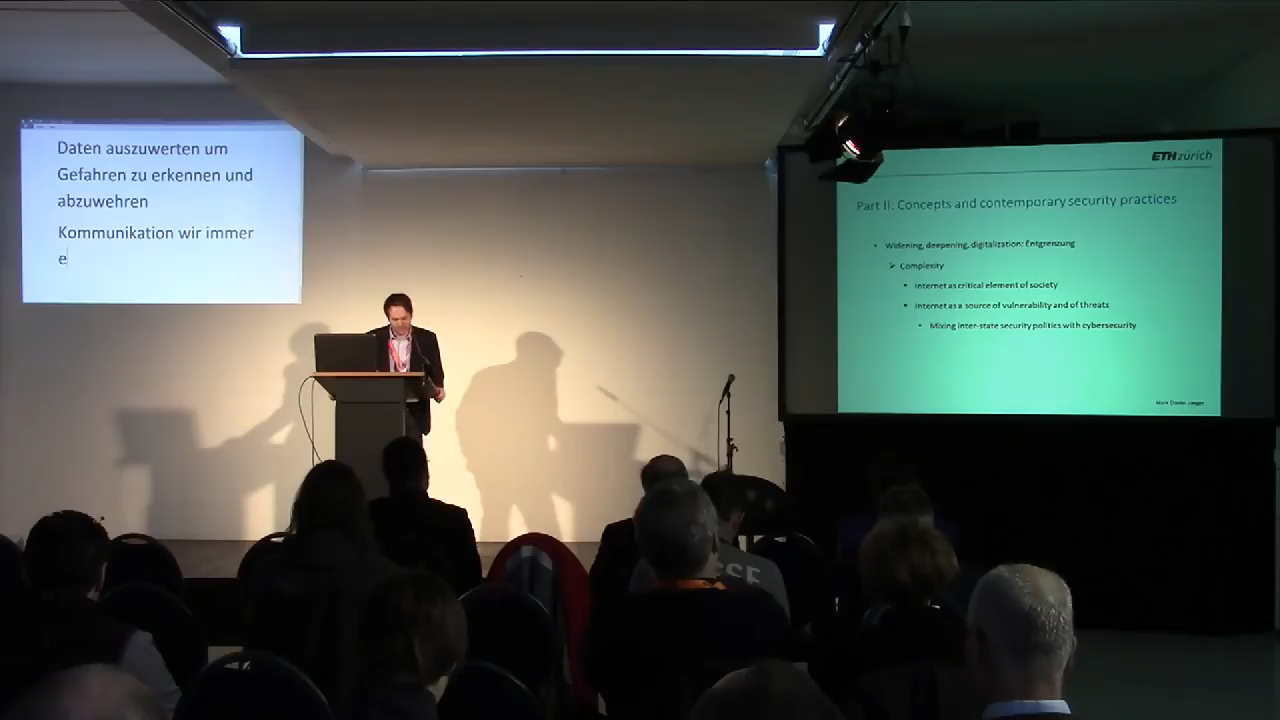 Daten auszuwerten um
Gefahren zu erkennen und
abzuwehren
Kommunikation wir immer
e
ETH zürich
Part II: Concepts and contemporary security practices
Widening, deepening, digitalization: Entgrenzung
Complexity
Internet as critical element of society
Internet as a source of vulnerability and of threats
Mixing inter-state security politics with cybersecurity